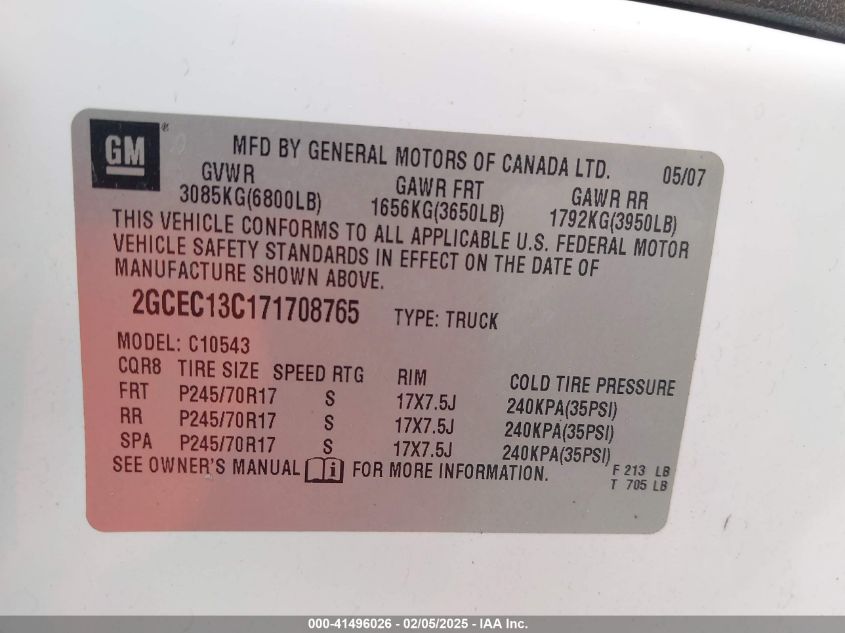 GM ®
MFD BY GENERAL MOTORS OF CANADA LTD. 05/07
GVWR GAWR FRT GAWR RR
3085KG(6800LB) 1656KG(3650LB) 1792KG(3950LB)
THIS VEHICLE CONFORMS TO ALL APPLICABLE U.S. FEDERAL MOTOR
VEHICLE SAFETY STANDARDS IN EFFECT ON THE DATE OF
MANUFACTURE SHOWN ABOVE.
2GCEC13C171708765 TYPE: TRUCK
MODEL: C10543
CQR8 TIRE SIZE SPEED RTG RIM COLD TIRE PRESSURE
FRT P245/70R17 S 17X7.5J 240KPA(35PSI)
RR P245/70R17 S 17X7.5J 240KPA(35PSI)
SPA P245/70R17 S 17X7.5J 240KPA(35PSI)
SEE OWNER'S MANUAL FOR MORE INFORMATION. F 213 LB
T 705 LB
000-41496026 - 02/05/2025 - IAA Inc.